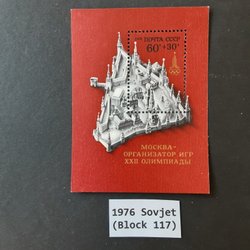 ПОЧТА СССР
60к+30к
МОСКВА-
ОРГАНИЗАТОР ИГР
XXII ОЛИМПИАДЫ
1976 Sovjet
(Block 117)